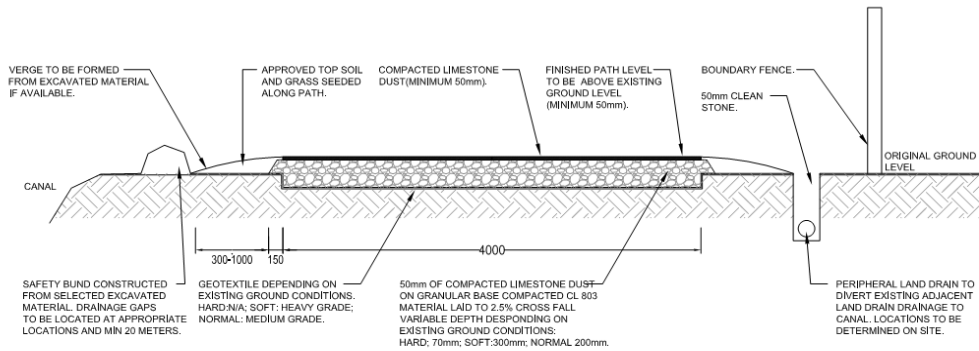 VERGE TO BE FORMED
FROM EXCAVATED MATERIAL
IF AVAILABLE.
APPROVED TOP SOIL
AND GRASS SEEDED
ALONG PATH.
COMPACTED LIMESTONE
DUST(MINIMUM 50mm).
FINISHED PATH LEVEL
TO BE ABOVE EXISTING
GROUND LEVEL
(MINIMUM 50mm).
BOUNDARY FENCE.
50mm CLEAN
STONE.
ORIGINAL GROUND
LEVEL
CANAL
300-1000
150
4000
SAFETY BUND CONSTRUCTED
FROM SELECTED EXCAVATED
MATERIAL. DRAINAGE GAPS
TO BE LOCATED AT APPROPRIATE
LOCATIONS AND MIN 20 METERS.
GEOTEXTILE DEPENDING ON
EXISTING GROUND CONDITIONS.
HARD:N/A; SOFT: HEAVY GRADE;
NORMAL: MEDIUM GRADE.
50mm OF COMPACTED LIMESTONE DUST
ON GRANULAR BASE COMPACTED CL 803
MATERIAL LAID TO 2.5% CROSS FALL
VARIABLE DEPTH DESPONDING ON
EXISTING GROUND CONDITIONS:
HARD; 70mm; SOFT:300mm; NORMAL 200mm.
PERIPHERAL LAND DRAIN TO
DIVERT EXISTING ADJACENT
LAND DRAIN DRAINAGE TO
CANAL. LOCATIONS TO BE
DETERMINED ON SITE.